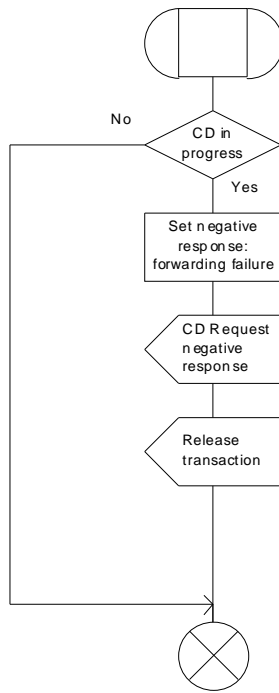 No
CD in
progress
Yes
Set negative
response:
forwarding failure
CD Request
negative
response
Release
transaction